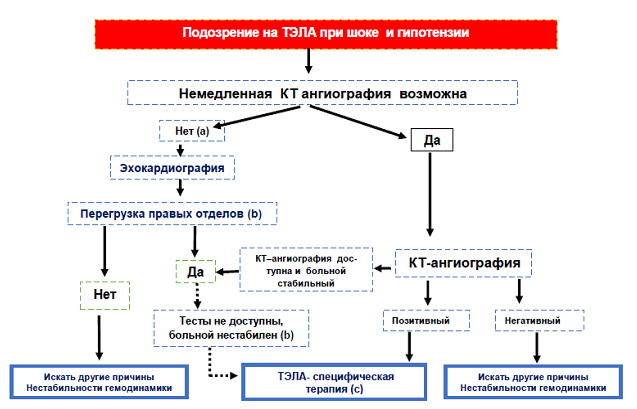 Подозрение на ТЭЛА при шоке и гипотензии
Немедленная КТ ангиография возможна
Нет (a)
Да
Эхокардиография
Перегрузка правых отделов (b)
КТ–ангиография дос-
тупна и больной
стабильный
Да
КТ-ангиография
Нет
Тесты не доступны,
больной нестабилен (b)
Позитивный
Негативный
Искать другие причины
Нестабильности гемодинамики
ТЭЛА- специфическая
терапия (c)
Искать другие причины
Нестабильности гемодинамики